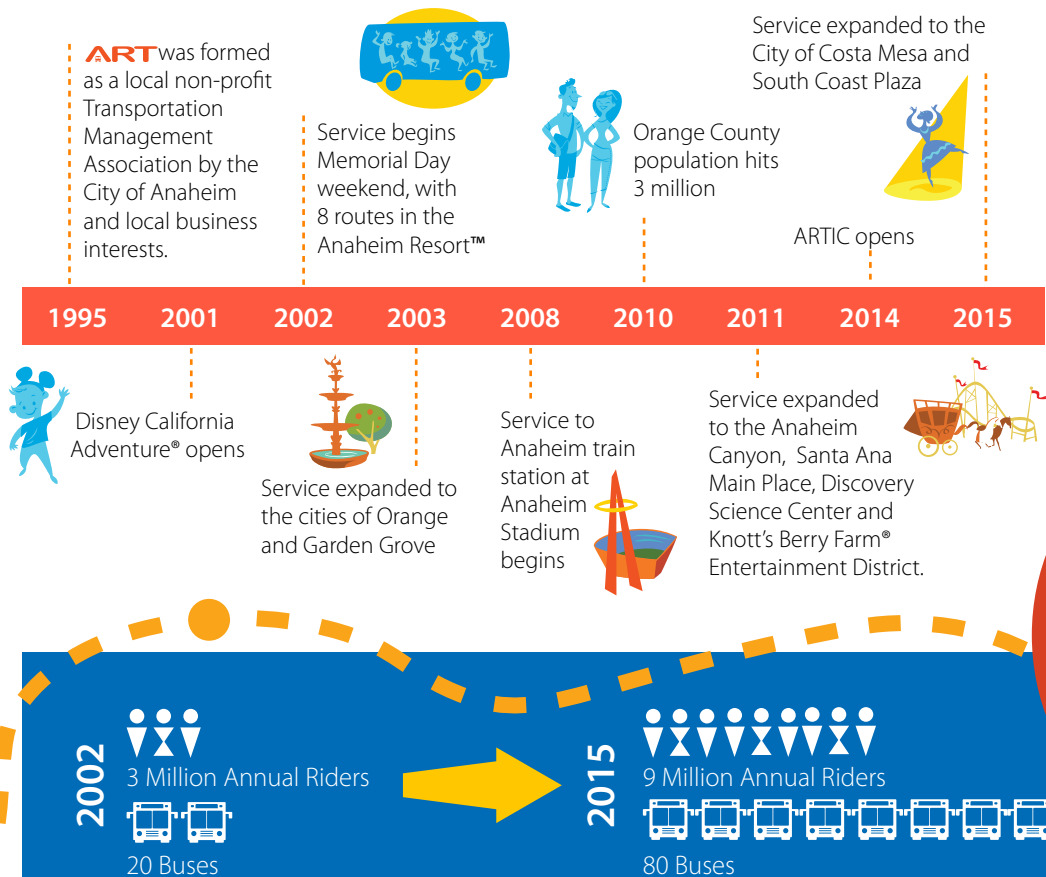 ART was formed
as a local non-profit
Transportation
Management
Association by the
City of Anaheim
and local business
interests.
Service begins
Memorial Day
weekend, with
8 routes in the
Anaheim Resort™
Orange County
population hits
3 million
Service expanded to the
City of Costa Mesa and
South Coast Plaza
ARTIC opens
1995 2001 2002 2003 2008 2010 2011 2014 2015
Disney California
Adventure® opens
Service expanded to
the cities of Orange
and Garden Grove
Service to
Anaheim train
station at
Anaheim
Stadium
begins
Service expanded
to the Anaheim
Canyon, Santa Ana
Main Place, Discovery
Science Center and
Knott's Berry Farm®
Entertainment District.
2002
3 Million Annual Riders
20 Buses
2015
9 Million Annual Riders
80 Buses